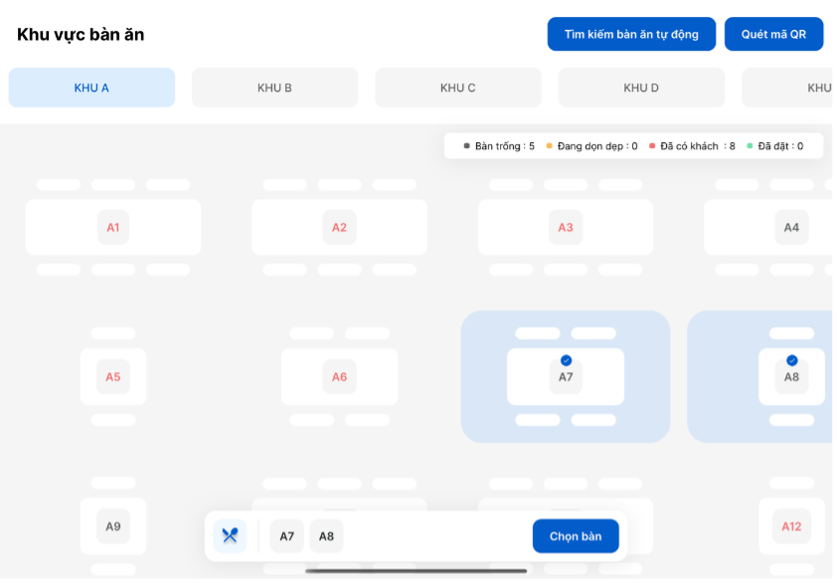 Khu vực bàn ăn
Tìm kiếm bàn ăn tự động
Quét mã QR
KHU A
KHU B
KHU C
KHU D
KHU
Bàn trống : 5
Đang dọn dẹp : 0
Đã có khách : 8
Đã đặt : 0
A1
A2
A3
A4
A5
A6
A7
A8
A9
A12
A7
A8
Chọn bàn